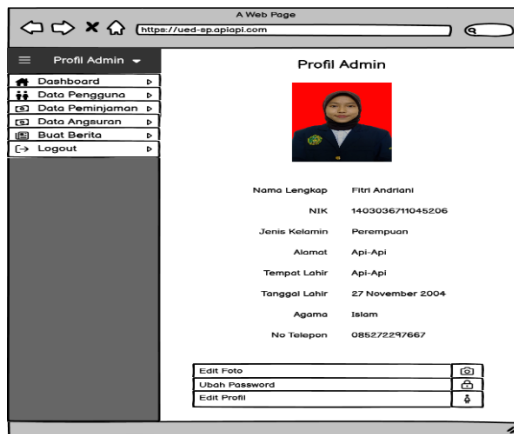 A Web Page
https://ued-sp.apiapi.com
Profil Admin
Dashboard
Data Pengguna
Data Peminjaman
Data Angsuran
Buat Berita
Logout
Profil Admin
Nama Lengkap Fitri Andriani
NIK 1403036711045206
Jenis Kelamin Perempuan
Alamat Api-Api
Tempat Lahir Api-Api
Tanggal Lahir 27 November 2004
Agama Islam
No Telepon 085272297667
Edit Foto
Ubah Password
Edit Profil